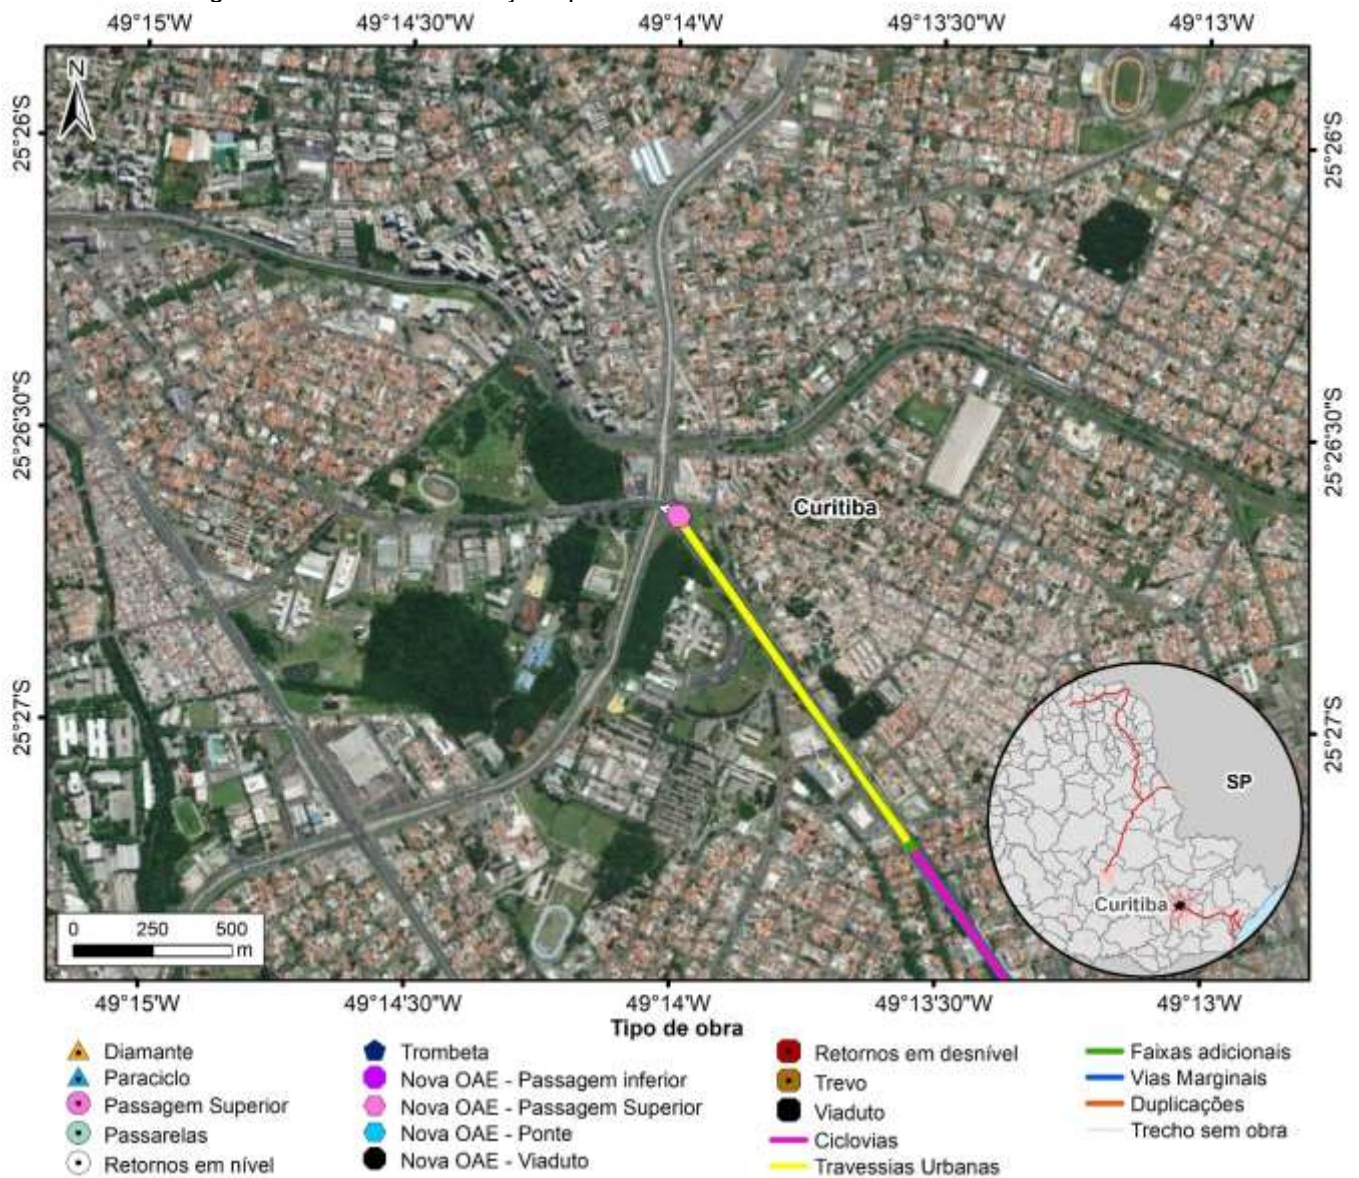 49°15'W 49°14'30"W 49°14'W 49°13'30"W 49°13'W
N
25°26'S 25°26'S
25°26'30"S 25°26'30"S
Curitiba
25°27'S 25°27'S
SP
Curitiba
0 250 500
m
49°15'W 49°14'30"W 49°14'W 49°13'30"W 49°13'W
Tipo de obra
Diamante
Paraciclo
Passagem Superior
Passarelas
Retornos em nível
Trombeta
Nova OAE - Passagem inferior
Nova OAE - Passagem Superior
Nova OAE - Ponte
Nova OAE - Viaduto
Retornos em desnível
Trevo
Viaduto
Ciclovias
Travessias Urbanas
Faixas adicionais
Vias Marginais
Duplicações
Trecho sem obra